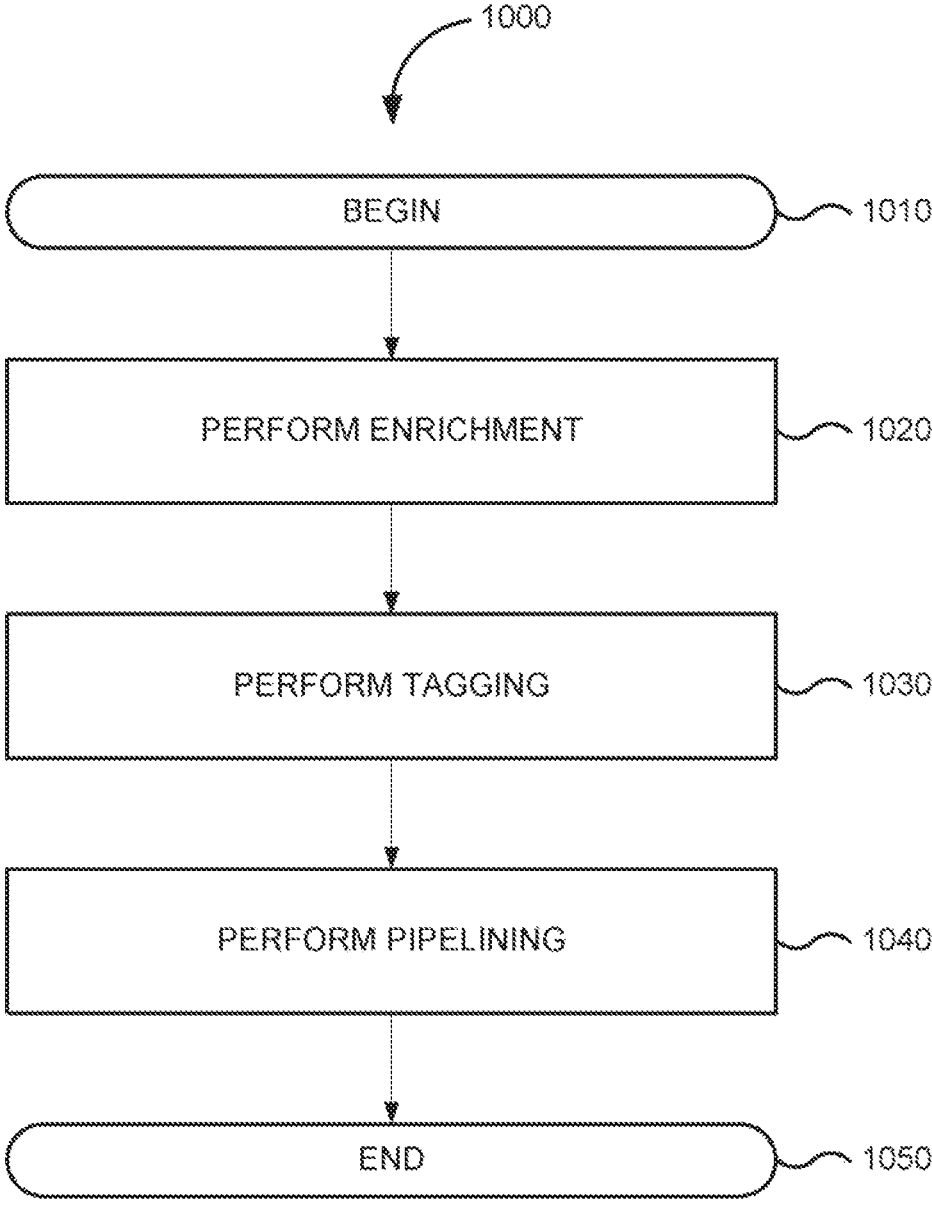 1000
BEGIN
1010
PERFORM ENRICHMENT
1020
PERFORM TAGGING
1030
PERFORM PIPELINING
1040
END
1050